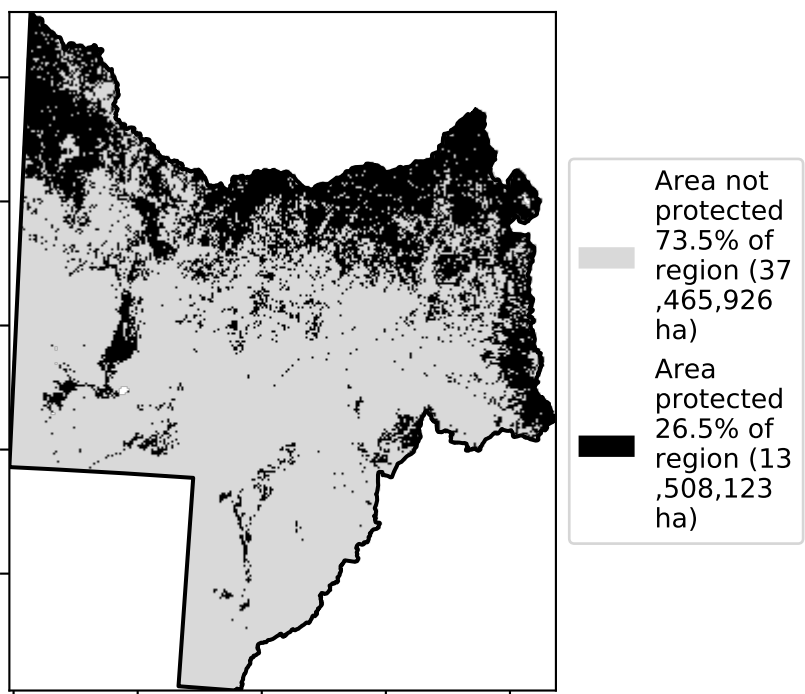 Area not
protected
73.5% of
region (37
,465,926
ha)
Area
protected
26.5% of
region (13
,508,123
ha)